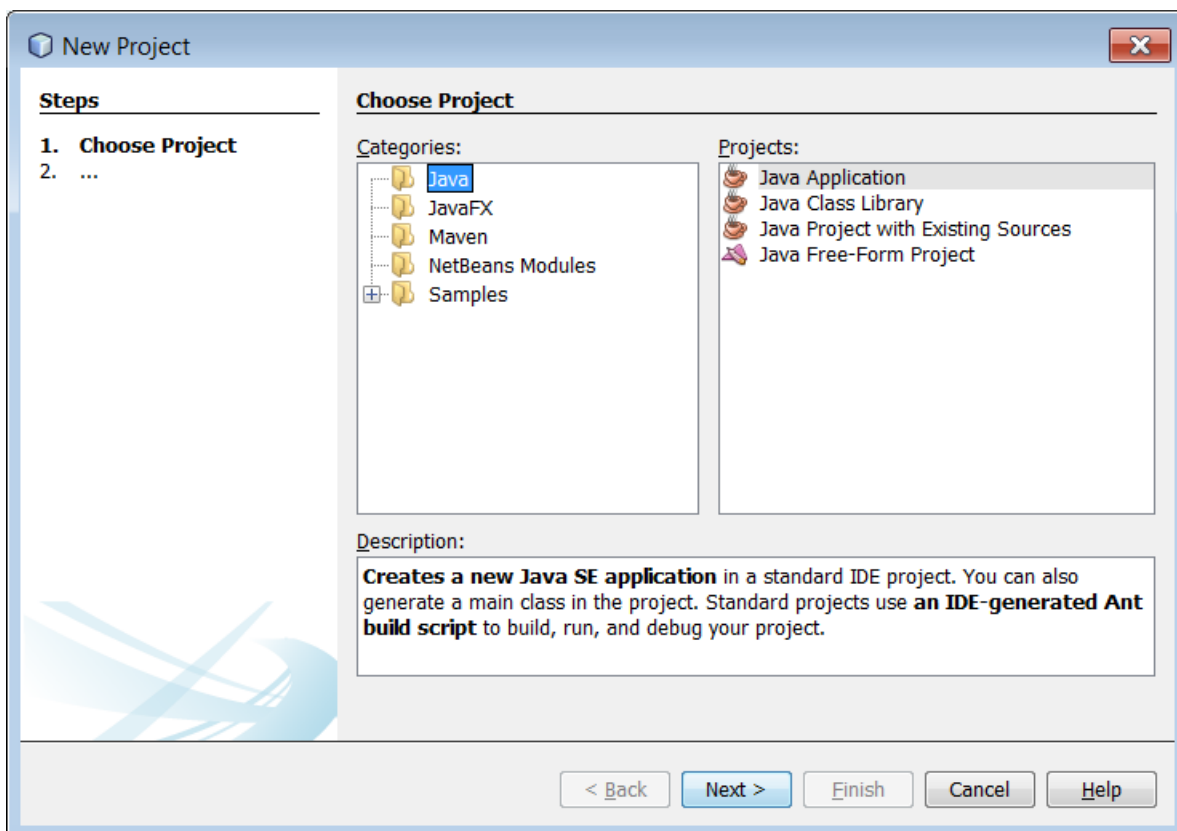 New Project
Steps
1. Choose Project
2. ...
Choose Project
Categories:
Java
JavaFX
Maven
NetBeans Modules
Samples
Projects:
Java Application
Java Class Library
Java Project with Existing Sources
Java Free-Form Project
Description:
Creates a new Java SE application in a standard IDE project. You can also
generate a main class in the project. Standard projects use an IDE-generated Ant
build script to build, run, and debug your project.
< Back
Next >
Finish
Cancel
Help